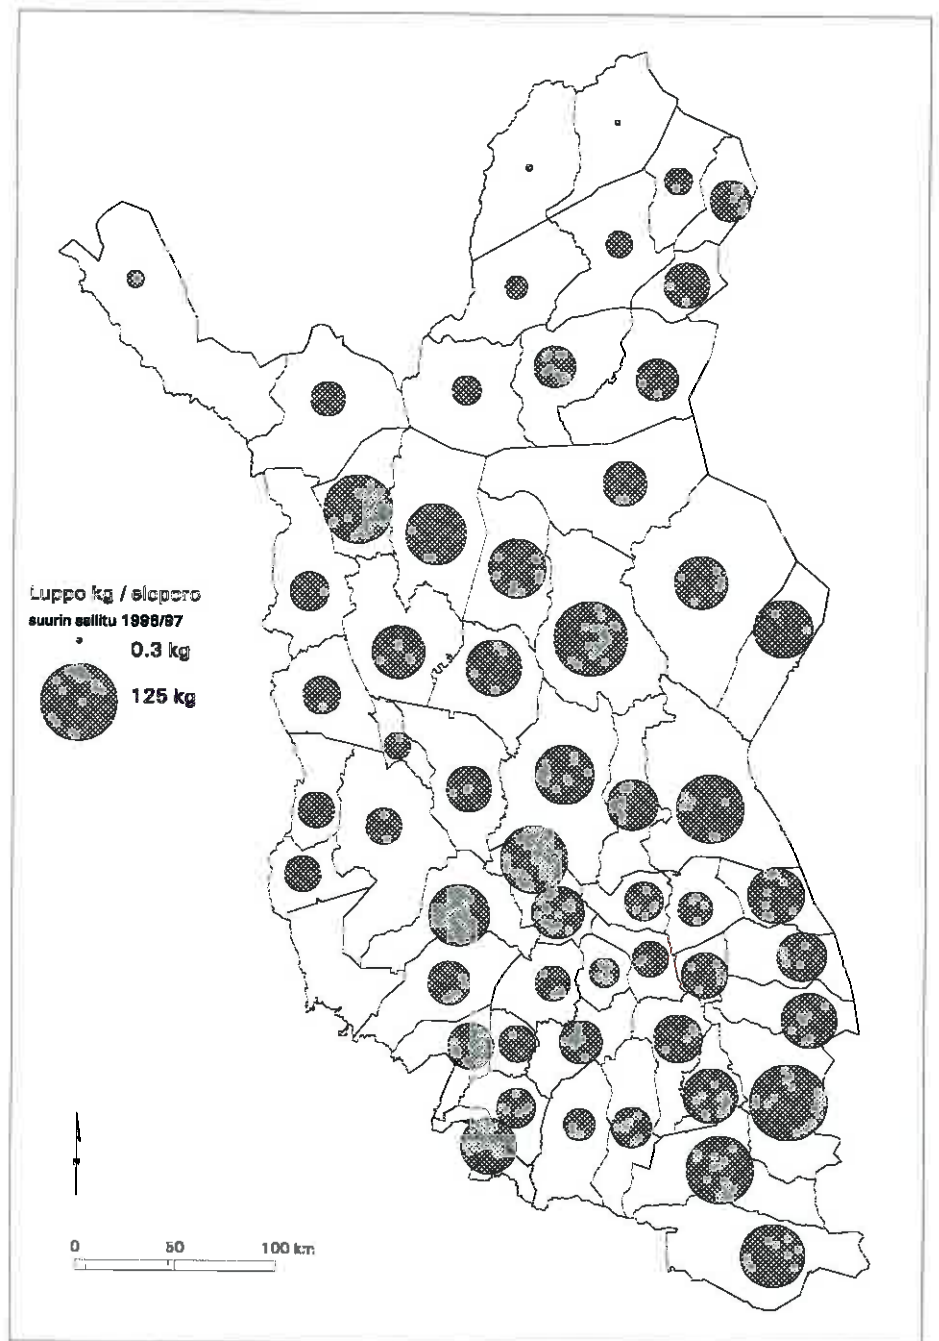 Luppo kg / eloporo
suurin sallittu 1996/97
0.3 kg
125 kg
0 50 100 km